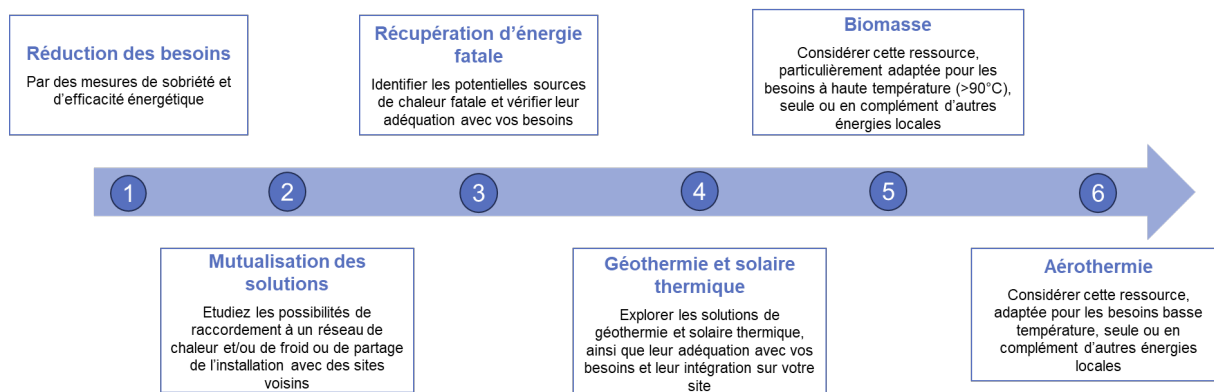 Réduction des besoins
Par des mesures de sobriété et
d'efficacité énergétique
Récupération d'énergie
fatale
Identifier les potentielles sources
de chaleur fatale et vérifier leur
adéquation avec vos besoins
Biomasse
Considérer cette ressource,
particulièrement adaptée pour les
besoins à haute température (>90°C),
seule ou en complément d'autres
énergies locales
1
2
3
4
5
6
Mutualisation des
solutions
Etudiez les possibilités de
raccordement à un réseau de
chaleur et/ou de froid ou de partage
de l'installation avec des sites
voisins
Géothermie et solaire
thermique
Explorer les solutions de
géothermie et solaire thermique,
ainsi que leur adéquation avec vos
besoins et leur intégration sur votre
site
Aérothermie
Considérer cette ressource,
adaptée pour les besoins basse
température, seule ou en
complément d'autres énergies
locales